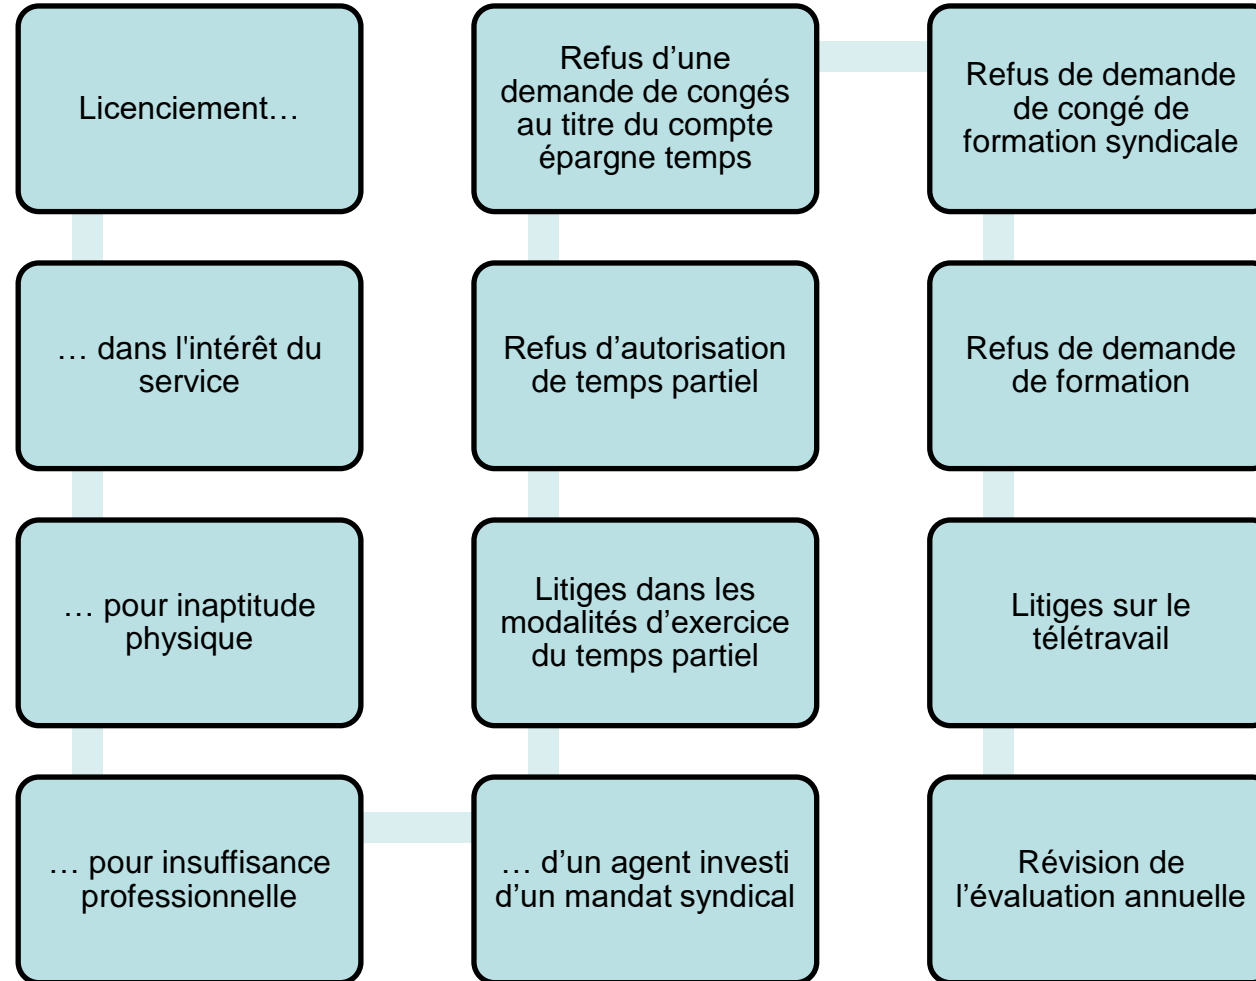 Licenciement…
… dans l'intérêt du
service
… pour inaptitude
physique
… pour insuffisance
professionnelle
… d’un agent investi
d’un mandat syndical
Litiges dans les
modalités d’exercice
du temps partiel
Refus d’autorisation
de temps partiel
Refus d’une
demande de congés
au titre du compte
épargne temps
Refus de demande
de congé de
formation syndicale
Refus de demande
de formation
Litiges sur le
télétravail
Révision de
l’évaluation annuelle